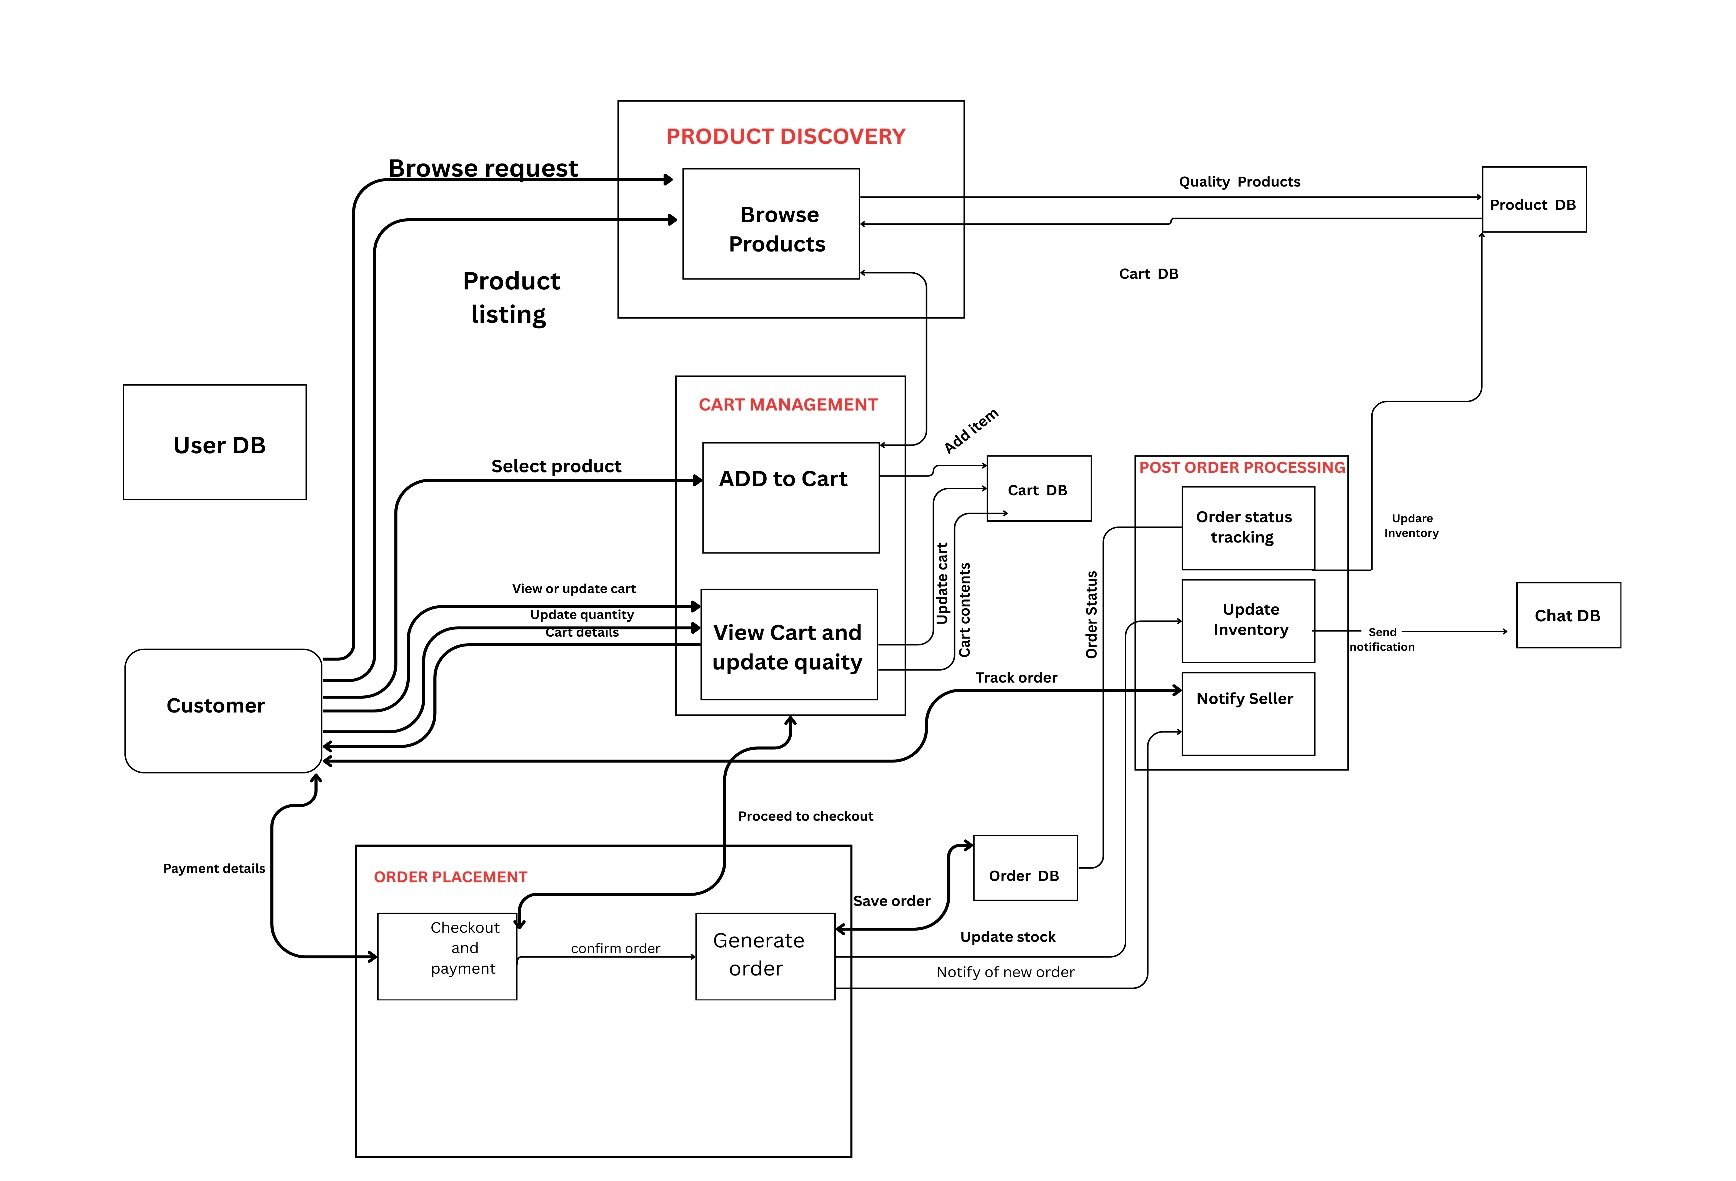 PRODUCT DISCOVERY
Browse request
Browse
Products
Quality Products
Product DB
Cart DB
Product
listing
User DB
CART MANAGEMENT
Select product
ADD to Cart
Add item
Cart DB
View or update cart
Update quantity
Cart details
View Cart and
update quaity
Update cart
Cart contents
Customer
POST ORDER PROCESSING
Order status
tracking
Updare
Inventory
Update
Inventory
Send
notification
Chat DB
Order Status
Track order
Notify Seller
Proceed to checkout
Payment details
ORDER PLACEMENT
Checkout
and
payment
confirm order
Generate
order
Save order
Order DB
Update stock
Notify of new order